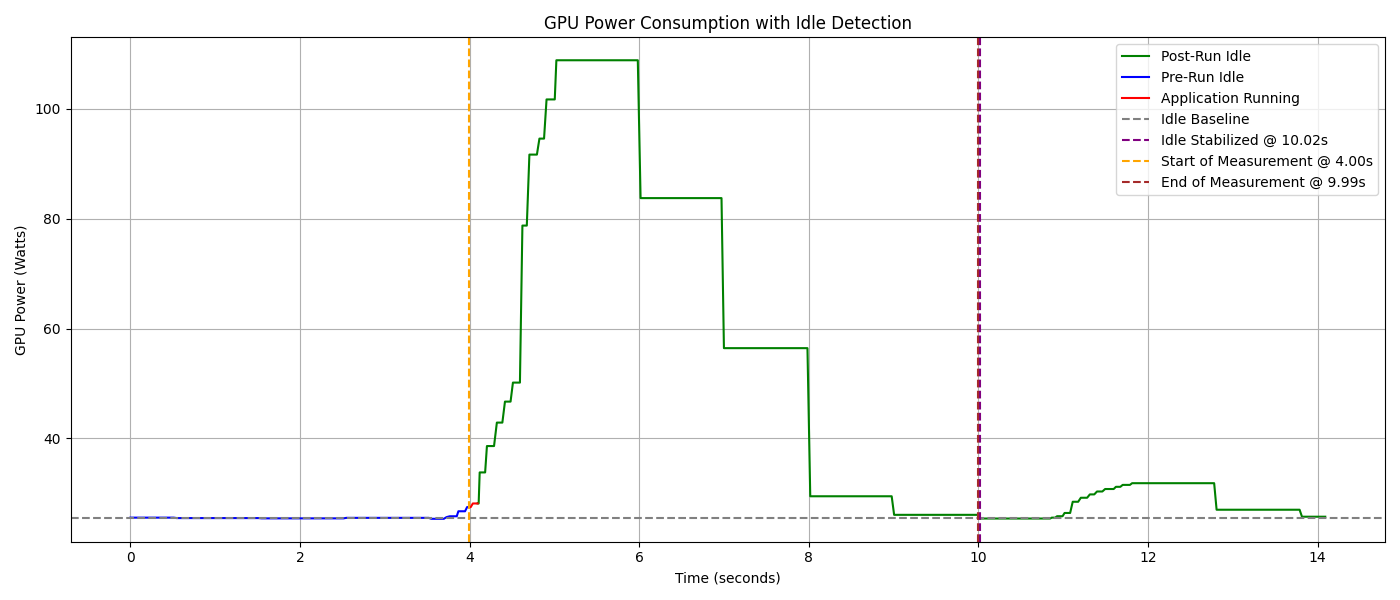 GPU Power Consumption with Idle Detection
Post-Run Idle
Pre-Run Idle
Application Running
Idle Baseline
Idle Stabilized @ 10.02s
Start of Measurement @ 4.00s
End of Measurement @ 9.99s
GPU Power (Watts)
100
80
60
40
0 2 4 6 8 10 12 14
Time (seconds)